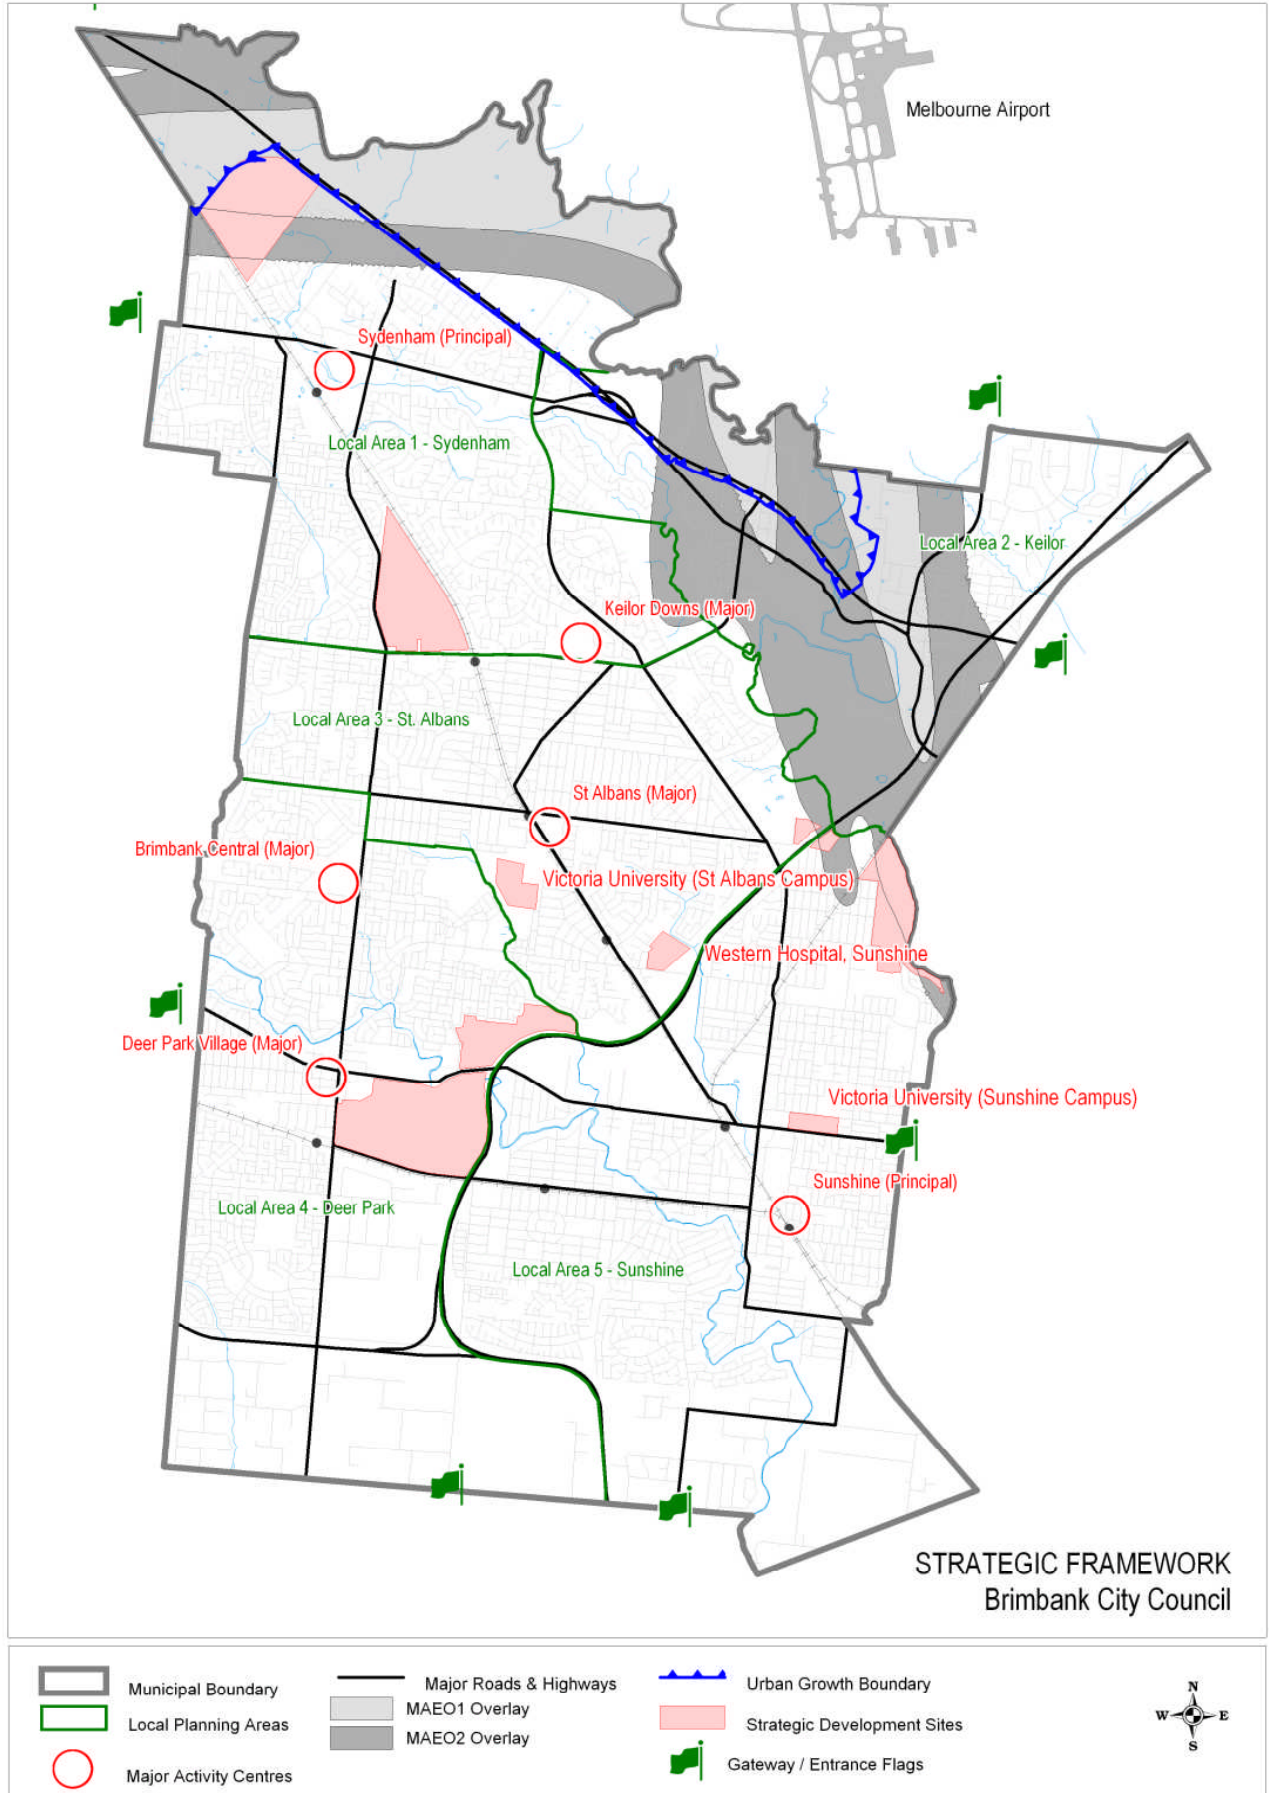 Melbourne Airport
Sydenham (Principal)
Local Area 1 - Sydenham
Local Area 2 - Keilor
Keilor Downs (Major)
Local Area 3 - St. Albans
St Albans (Major)
Brimbank Central (Major)
Victoria University (St Albans Campus)
Western Hospital, Sunshine
Deer Park Village (Major)
Victoria University (Sunshine Campus)
Sunshine (Principal)
Local Area 4 - Deer Park
Local Area 5 - Sunshine
STRATEGIC FRAMEWORK
Brimbank City Council
Municipal Boundary
Local Planning Areas
Major Activity Centres
Major Roads & Highways
MAEO1 Overlay
MAEO2 Overlay
Urban Growth Boundary
Strategic Development Sites
Gateway / Entrance Flags
N
W E
S